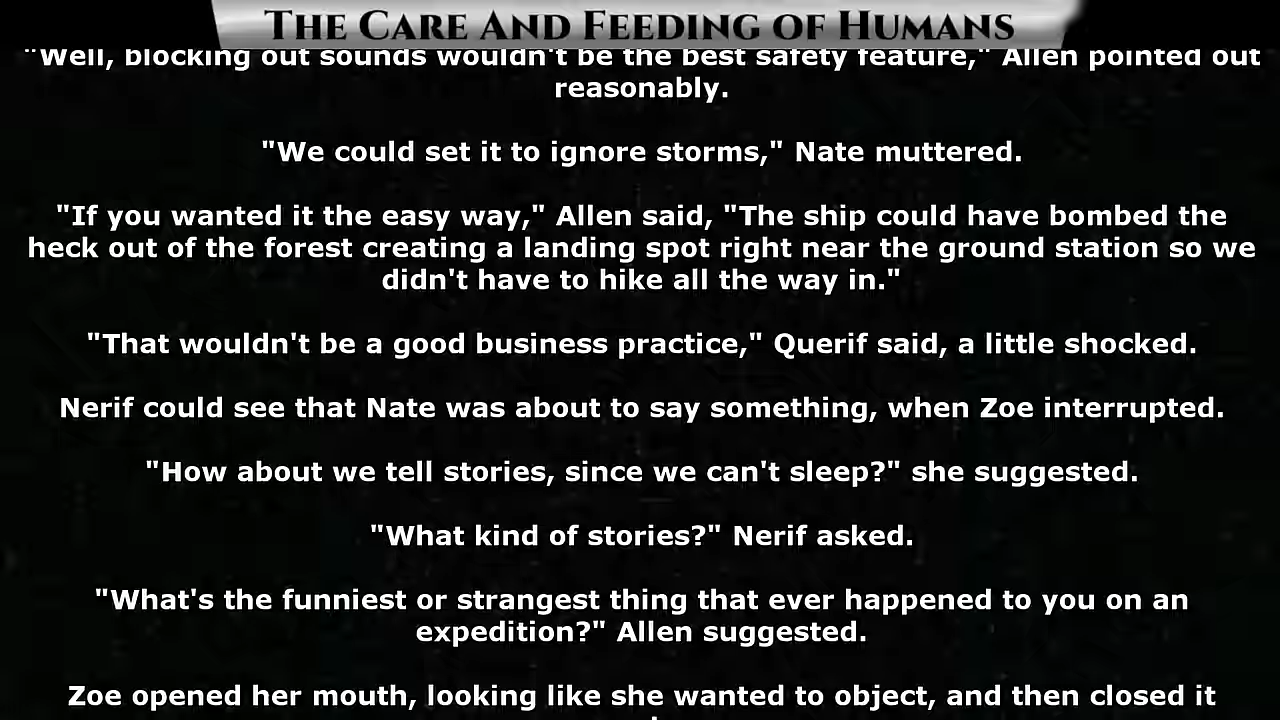 THE CARE AND FEEDING OF HUMANS
"Well, blocking out sounds wouldn't be the best safety feature," Allen pointed out
reasonably.
"We could set it to ignore storms," Nate muttered.
"If you wanted it the easy way," Allen said, "The ship could have bombed the
heck out of the forest creating a landing spot right near the ground station so we
didn't have to hike all the way in."
"That wouldn't be a good business practice," Querif said, a little shocked.
Nerif could see that Nate was about to say something, when Zoe interrupted.
"How about we tell stories, since we can't sleep?" she suggested.
"What kind of stories?" Nerif asked.
"What's the funniest or strangest thing that ever happened to you on an
expedition?" Allen suggested.
Zoe opened her mouth, looking like she wanted to object, and then closed it